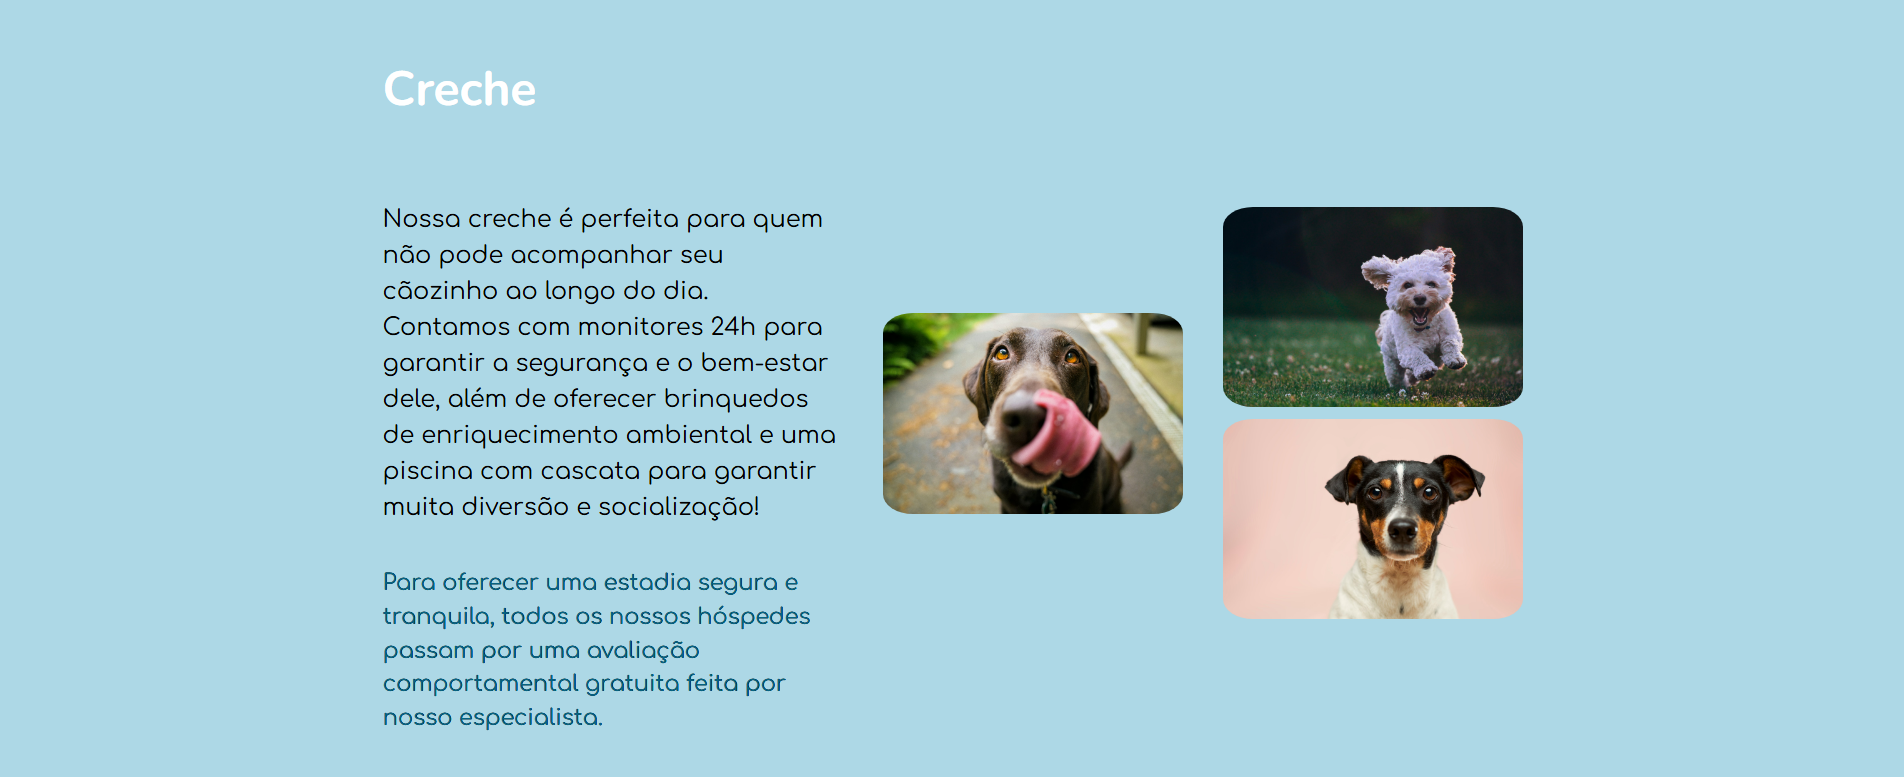 Creche
Nossa creche é perfeita para quem
não pode acompanhar seu
cãozinho ao longo do dia.
Contamos com monitores 24h para
garantir a segurança e o bem-estar
dele, além de oferecer brinquedos
de enriquecimento ambiental e uma
piscina com cascata para garantir
muita diversão e socialização!
Para oferecer uma estadia segura e
tranquila, todos os nossos hóspedes
passam por uma avaliação
comportamental gratuita feita por
nosso especialista.